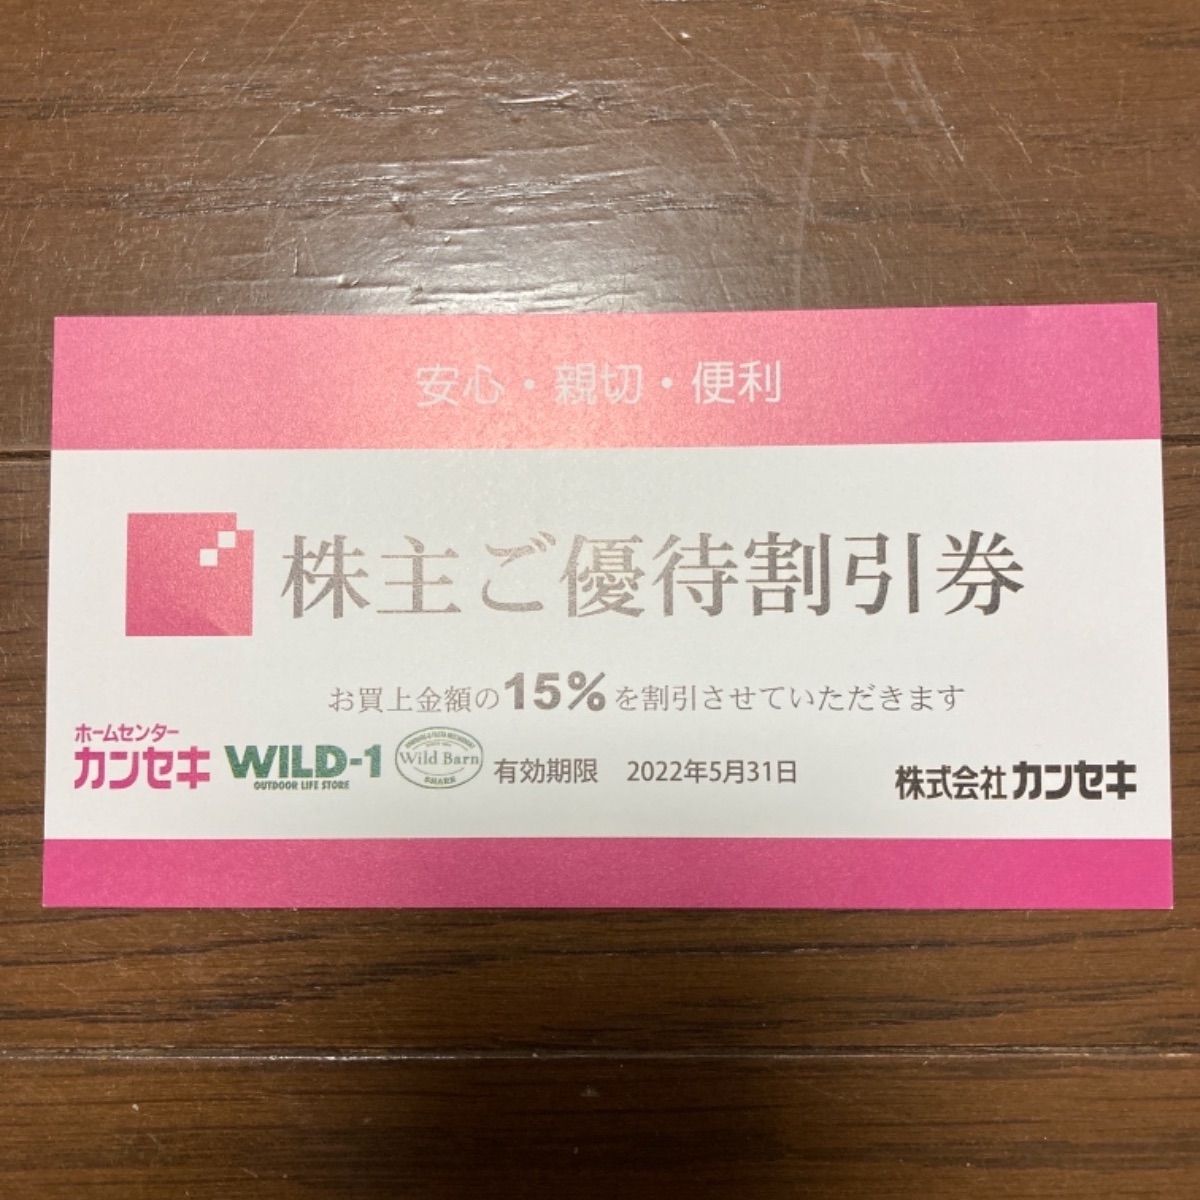 安心・親切・便利
株主ご優待割引券
お買上金額の15%を割引させていただきます
ホームセンター
カンセキ
WILD-1
OUTDOOR LIFE STORE
Wild Barn
有効期限 2022年5月31日
株式会社カンセキ